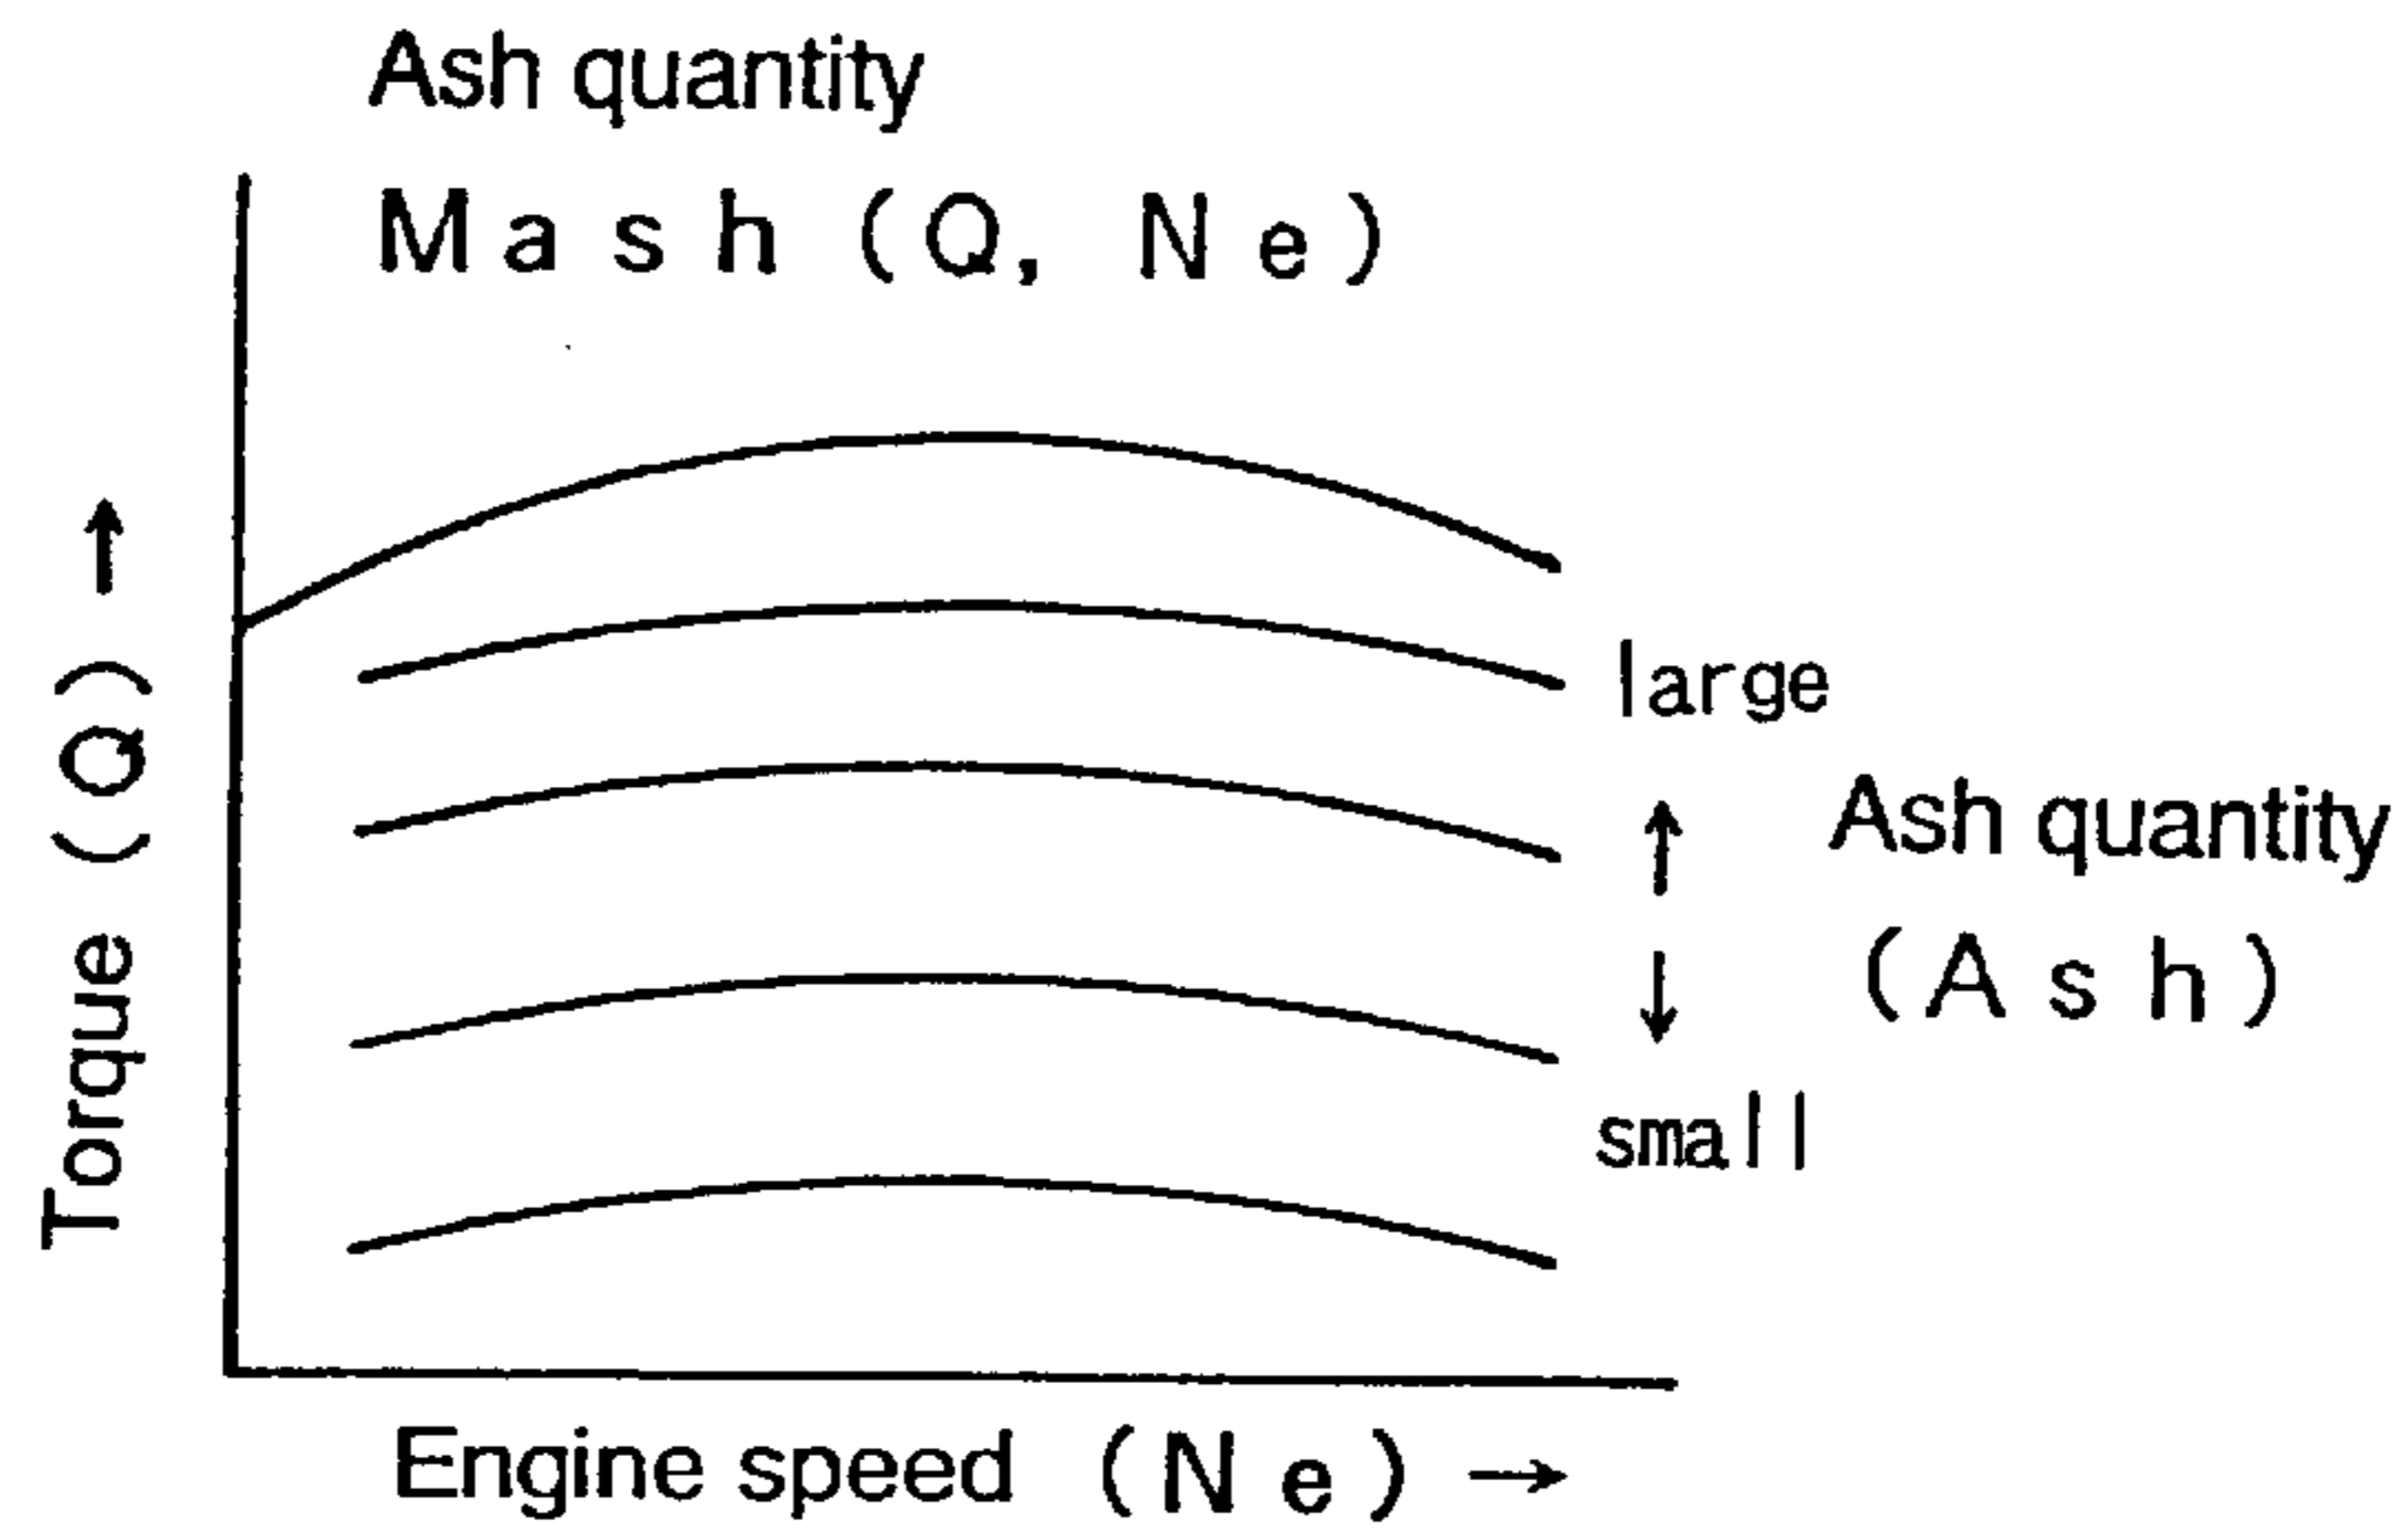 Ash quantity
Mash (Q, Ne)
Torque (Q) →
large
↑ Ash quantity
↓ (Ash)
small
Engine speed (Ne) →